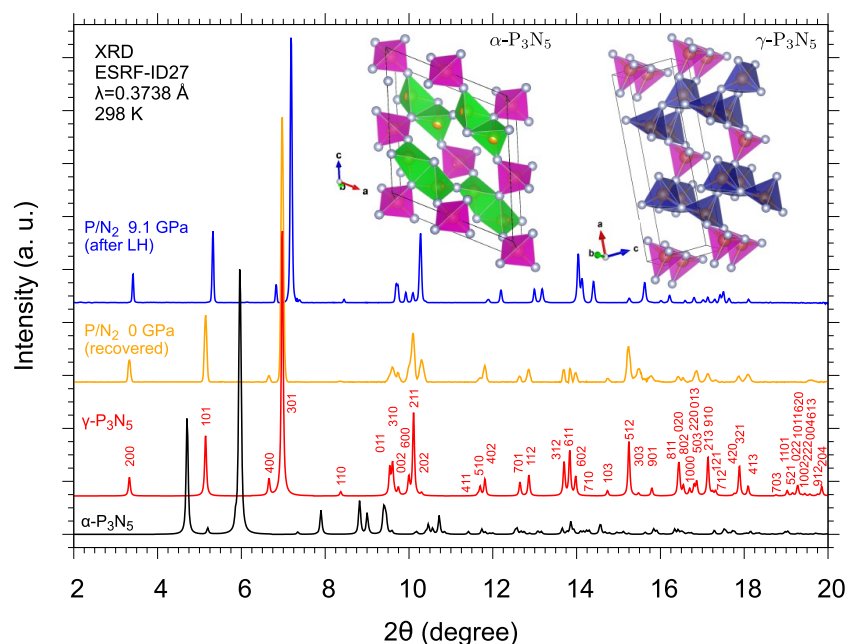 XRD
ESRF-ID27
λ=0.3738 Å
298 K
α-P₃N₅
γ-P₃N₅
c
b
a
a
b
c
P/N₂ 9.1 GPa
(after LH)
P/N₂ 0 GPa
(recovered)
γ-P₃N₅
α-P₃N₅
200
101
400
301
110
011
310
002
600
211
202
411
510
402
701
112
312
611
602
710
103
512
303
901
811
020
802
1000
503
220
013
213
910
712
121
420
321
413
703
1101
521
022
1002
1011
222
620
004
912
613
204
Intensity (a. u.)
2 4 6 8 10 12 14 16 18 20
2θ (degree)